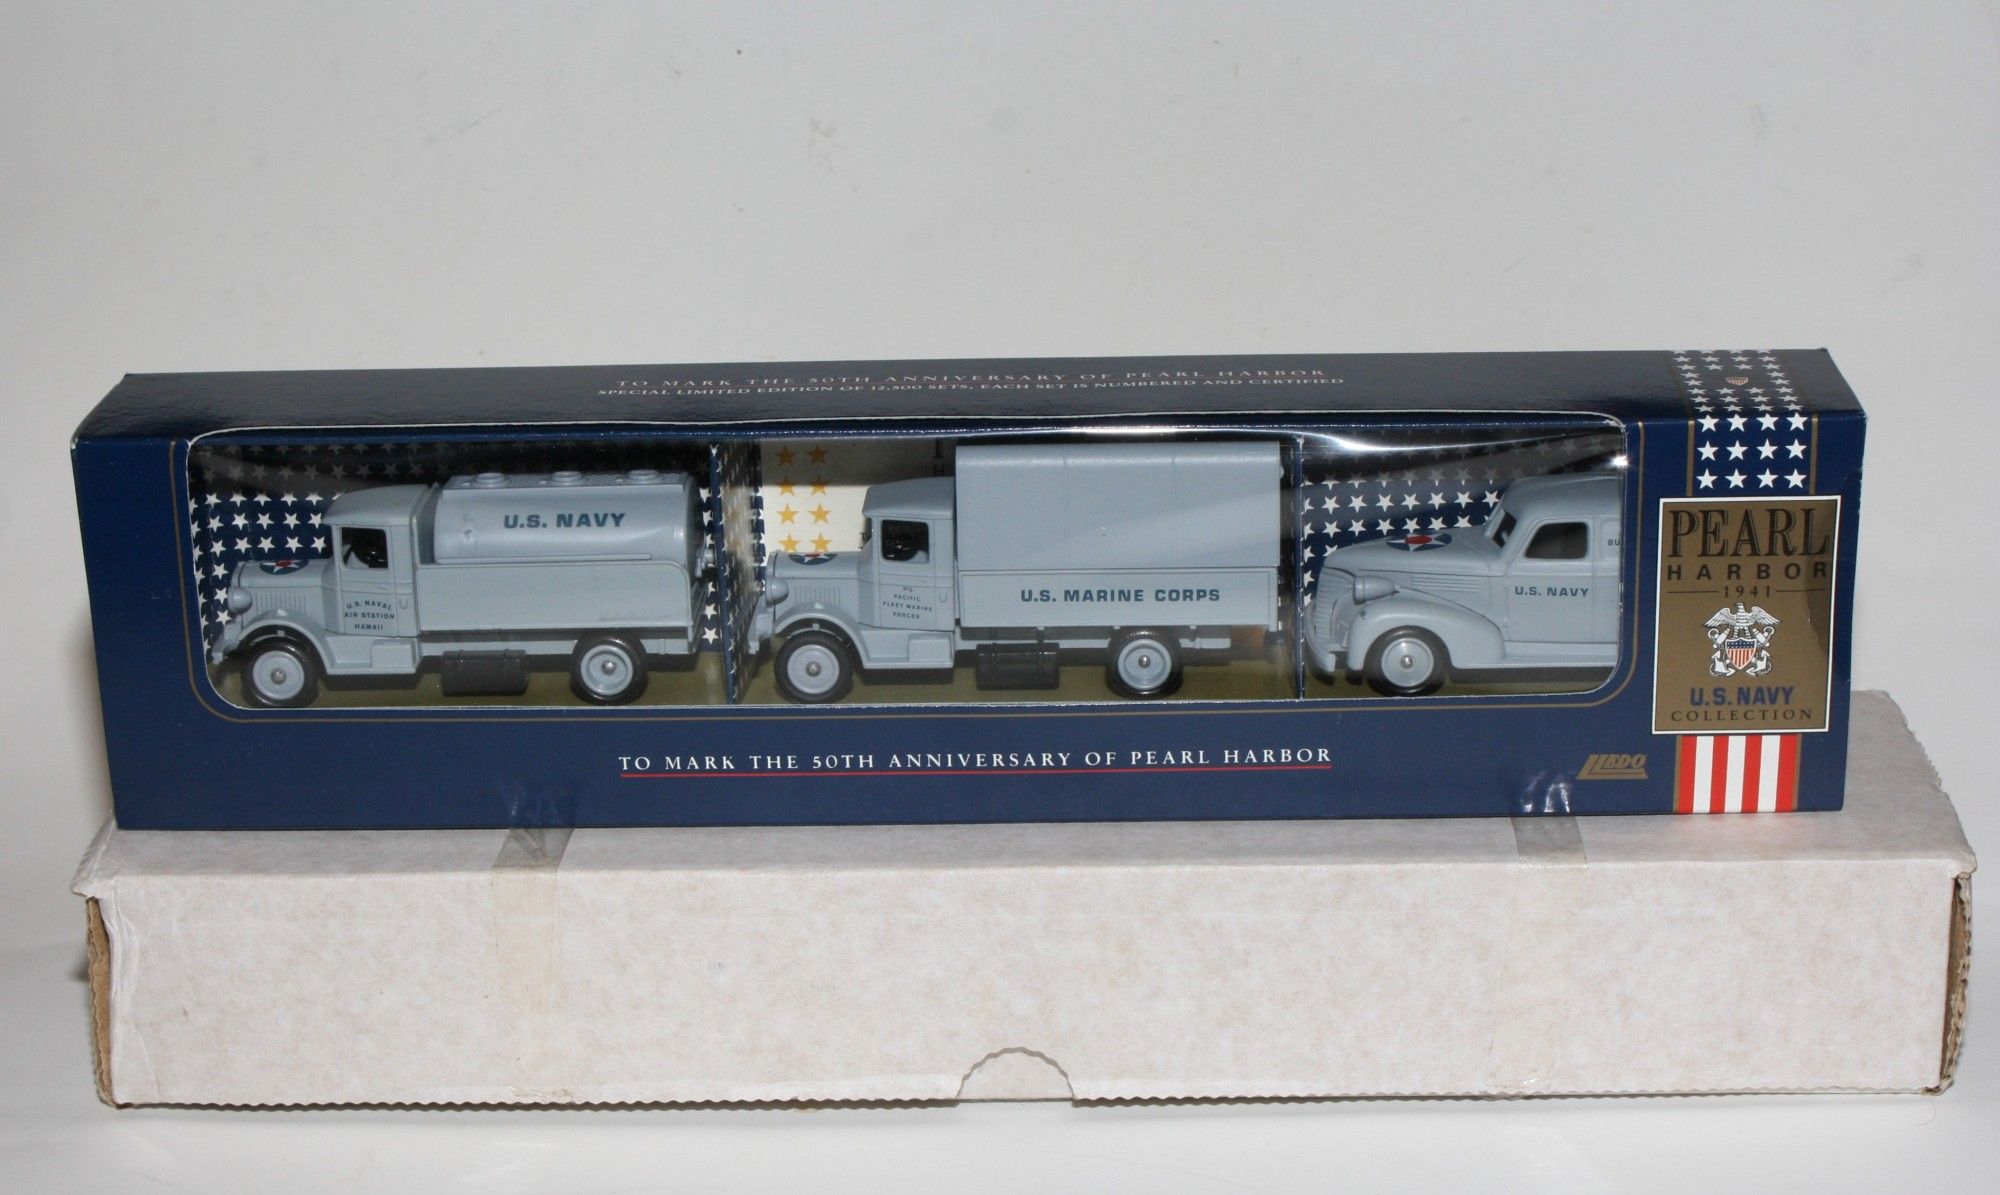 TO MARK THE 50TH ANNIVERSARY OF PEARL HARBOR
SPECIAL LIMITED EDITION OF 12,500 SETS, EACH SET IS NUMBERED AND CERTIFIED
U.S. NAVY
U.S. NAVAL
AIR STATION
HAWAII
HQ
PACIFIC
FLEET MARINE
FORCES
U.S. MARINE CORPS
BU
U.S. NAVY
PEARL
HARBOR
1941
U.S. NAVY
COLLECTION
TO MARK THE 50TH ANNIVERSARY OF PEARL HARBOR
LLEDO